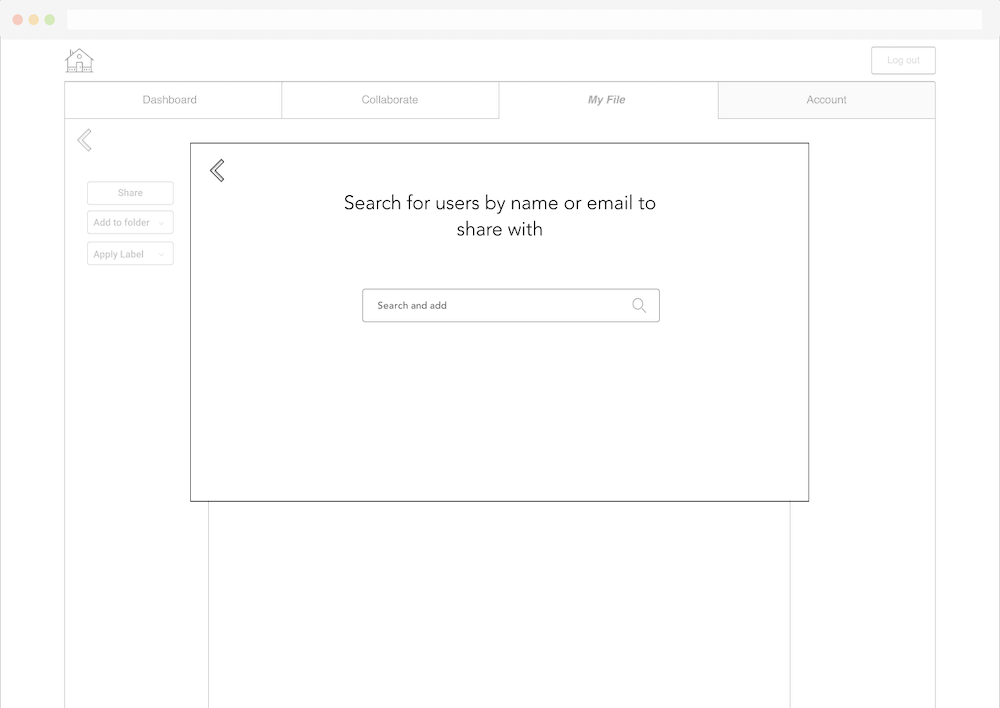 Log out
Dashboard
Collaborate
My File
Account
Share
Add to folder
Apply Label
Search for users by name or email to
share with
Search and add